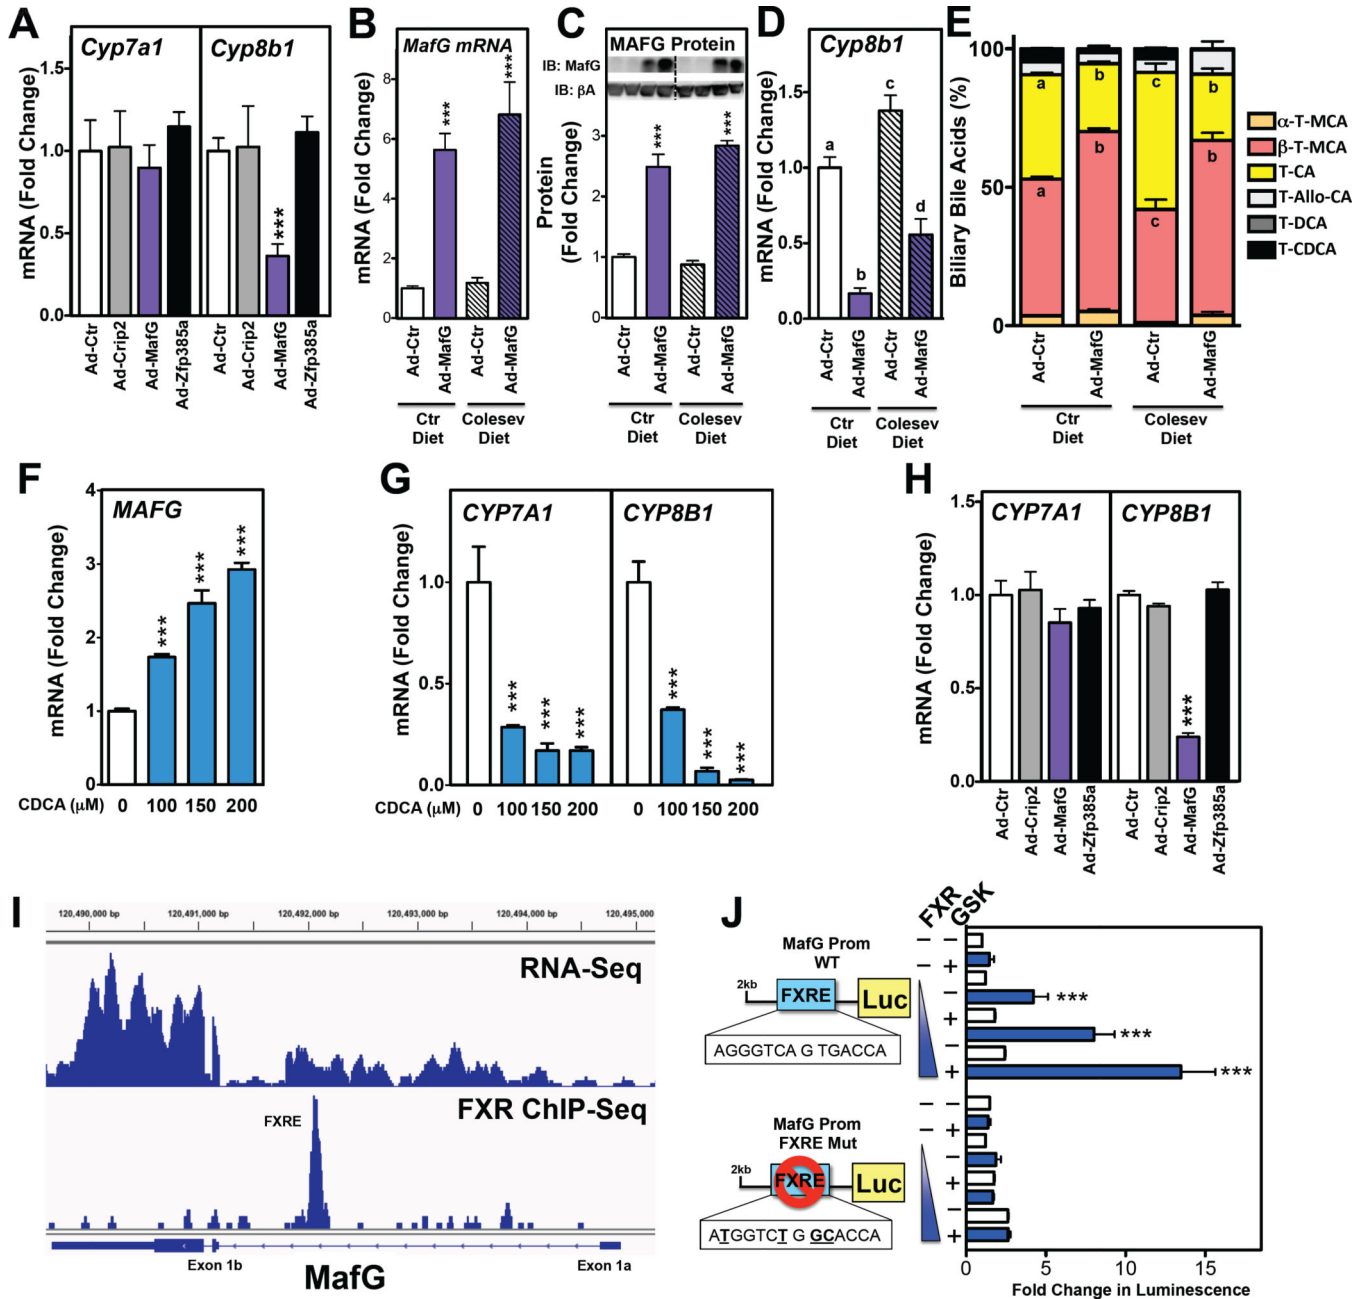 A
Cyp7a1
Cyp8b1
mRNA (Fold Change)
1.5
1.0
0.5
0.0
***
Ad-Ctr
Ad-Crip2
Ad-MafG
Ad-Zfp385a
Ad-Ctr
Ad-Crip2
Ad-MafG
Ad-Zfp385a
B
MafG mRNA
mRNA (Fold Change)
8
6
4
2
0
***
***
Ad-Ctr
Ad-MafG
Ad-Ctr
Ad-MafG
Ctr Colesev
Diet Diet
C
MAFG Protein
IB: MafG
IB: βA
Protein
(Fold Change)
3
2
1
0
***
***
Ad-Ctr
Ad-MafG
Ad-Ctr
Ad-MafG
Ctr Colesev
Diet Diet
D
Cyp8b1
mRNA (Fold Change)
1.5
1.0
0.5
0.0
a
b
c
d
Ad-Ctr
Ad-MafG
Ad-Ctr
Ad-MafG
Ctr Colesev
Diet Diet
E
Biliary Bile Acids (%)
100
50
0
a b c b
a b c b
Ad-Ctr
Ad-MafG
Ad-Ctr
Ad-MafG
Ctr Colesev
Diet Diet
α-T-MCA
β-T-MCA
T-CA
T-Allo-CA
T-DCA
T-CDCA
F
MAFG
mRNA (Fold Change)
4
3
2
1
0
***
***
***
CDCA (μM) 0 100 150 200
G
CYP7A1
CYP8B1
mRNA (Fold Change)
1.0
0.5
0.0
***
***
***
***
***
***
CDCA (μM) 0 100 150 200 0 100 150 200
H
CYP7A1
CYP8B1
mRNA (Fold Change)
1.5
1.0
0.5
0.0
***
Ad-Ctr
Ad-Crip2
Ad-MafG
Ad-Zfp385a
Ad-Ctr
Ad-Crip2
Ad-MafG
Ad-Zfp385a
I
120,490,000 bp 120,491,000 bp 120,492,000 bp 120,493,000 bp 120,494,000 bp 120,495,000 bp
RNA-Seq
FXR ChIP-Seq
FXRE
Exon 1b
Exon 1a
MafG
J
FXR
GSK
MafG Prom
WT
2kb
FXRE
Luc
AGGGTCA G TGACCA
− −
− +
−
+
−
+
***
***
***
MafG Prom
FXRE Mut
2kb
FXRE
Luc
ATGGTCT G GCACCA
− −
− +
−
+
−
+
0 5 10 15
Fold Change in Luminescence